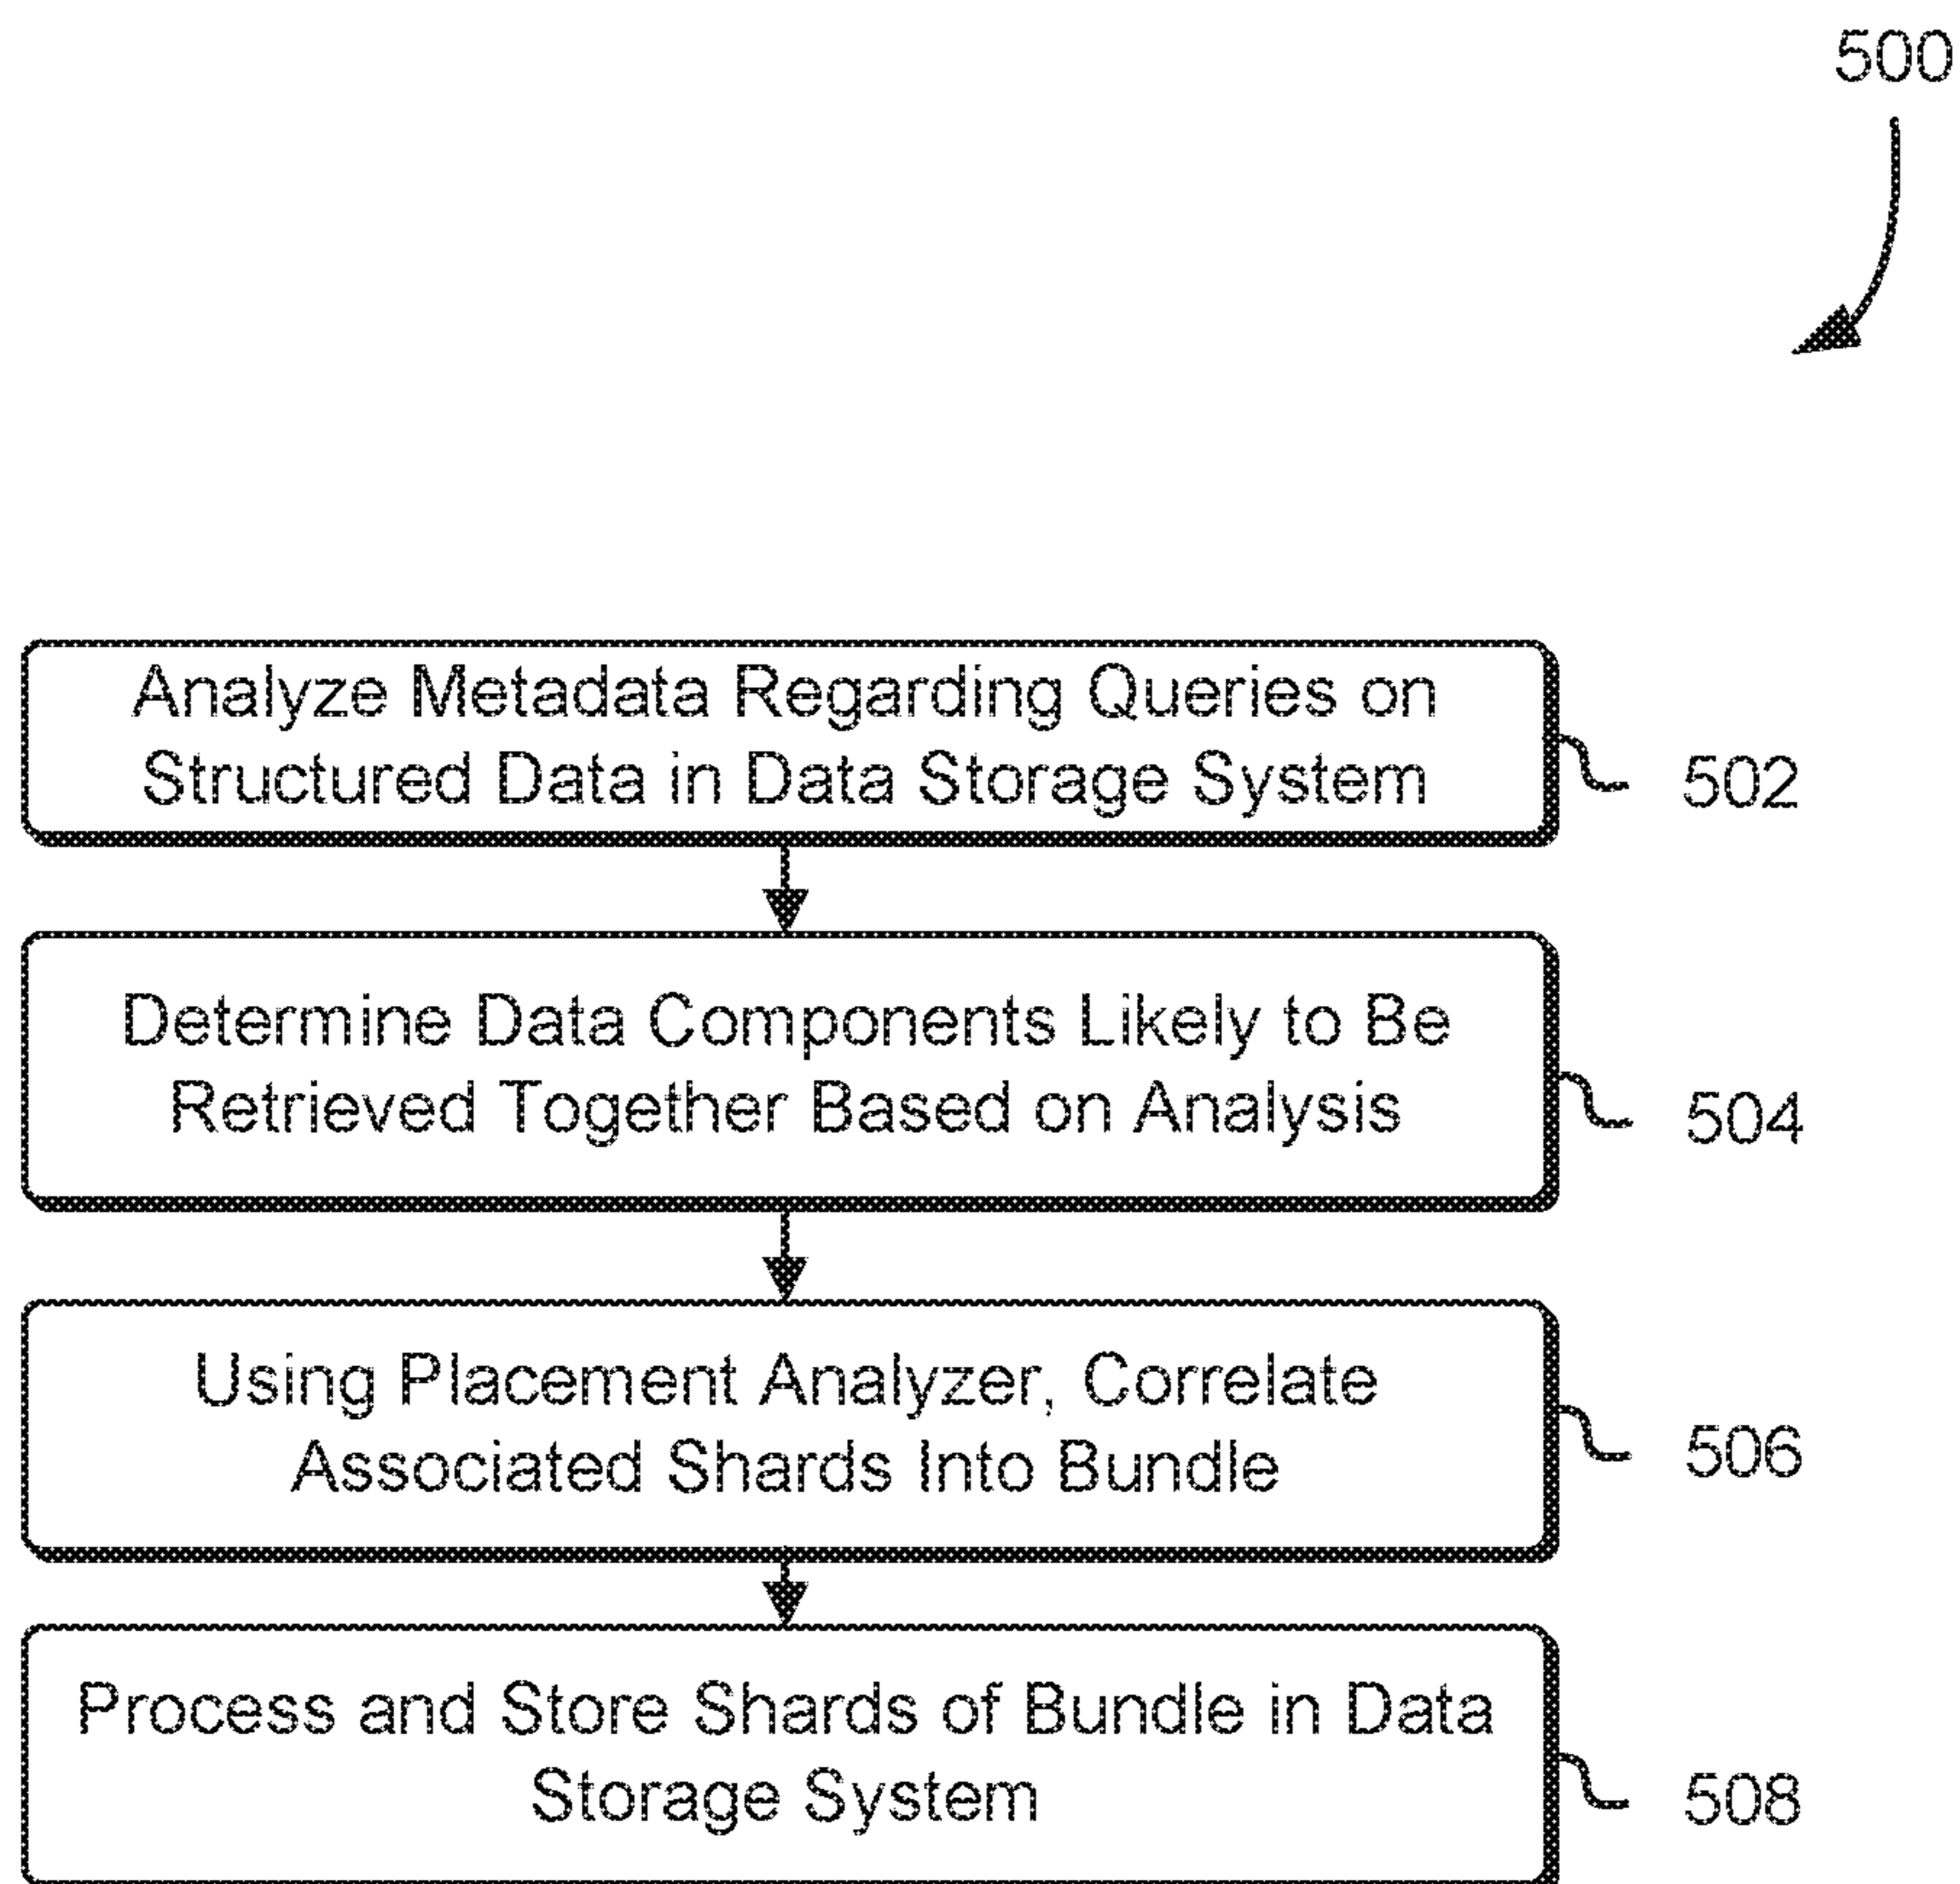 500
Analyze Metadata Regarding Queries on
Structured Data in Data Storage System
502
Determine Data Components Likely to Be
Retrieved Together Based on Analysis
504
Using Placement Analyzer, Correlate
Associated Shards Into Bundle
506
Process and Store Shards of Bundle in Data
Storage System
508